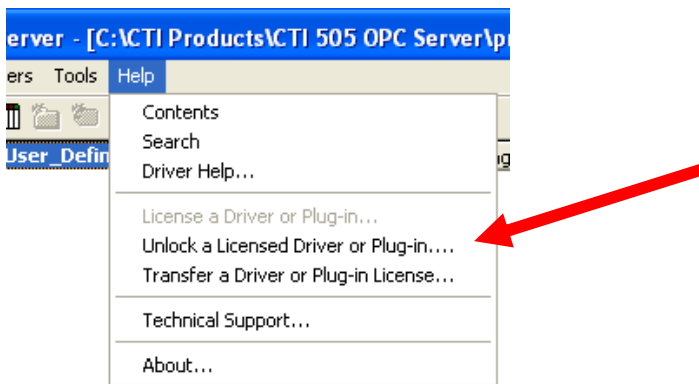 erver - [C:\CTI Products\CTI 505 OPC Server\p
ers Tools Help
User_Defin
Contents
Search
Driver Help...
License a Driver or Plug-in...
Unlock a Licensed Driver or Plug-in....
Transfer a Driver or Plug-in License...
Technical Support...
About...